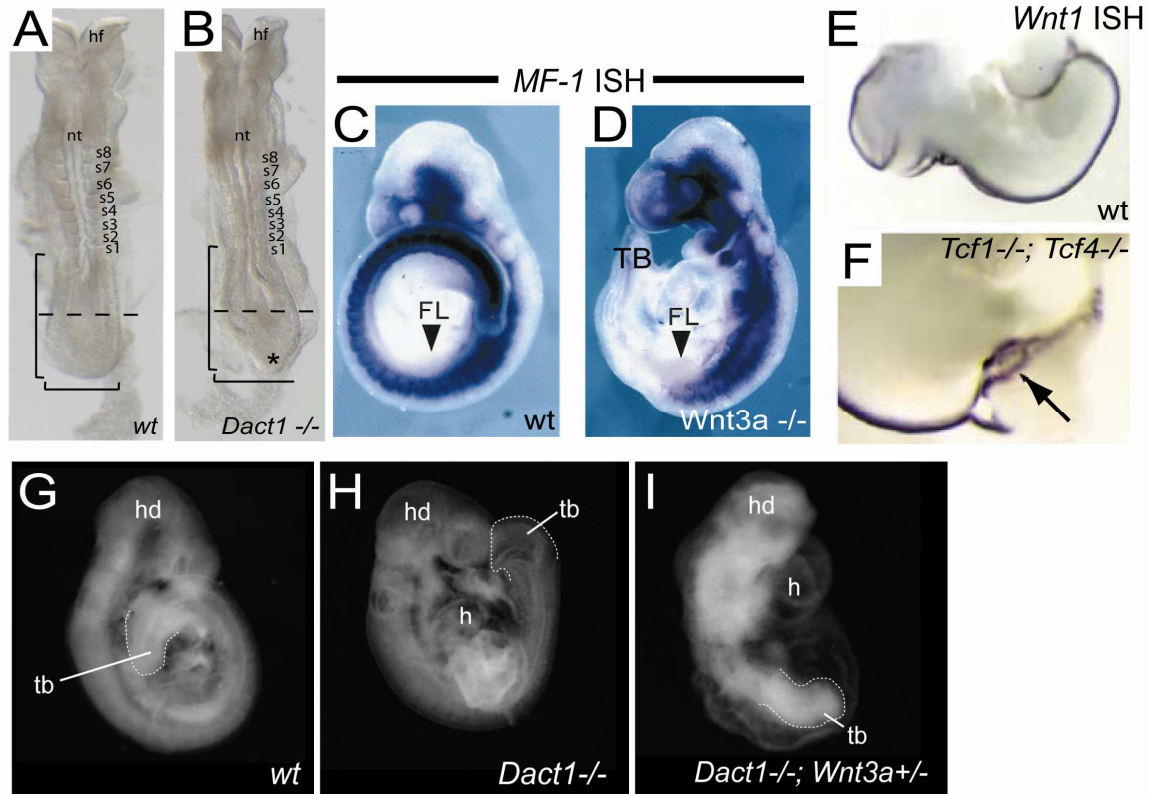 A
hf
nt
s8
s7
s6
s5
s4
s3
s2
s1
wt
B
hf
nt
s8
s7
s6
s5
s4
s3
s2
s1
*
Dact1 -/-
MF-1 ISH
C
FL
wt
D
TB
FL
Wnt3a -/-
E
Wnt1 ISH
wt
F
Tcf1-/-; Tcf4-/-
G
hd
tb
wt
H
hd
tb
h
Dact1-/-
I
hd
h
tb
Dact1-/-; Wnt3a+/-